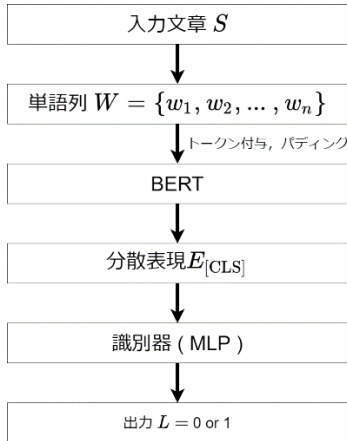 入力文章 S
単語列 W = {w₁, w₂, ... , wₙ}
トークン付与，パディング
BERT
分散表現E[CLS]
識別器 ( MLP )
出力 L = 0 or 1